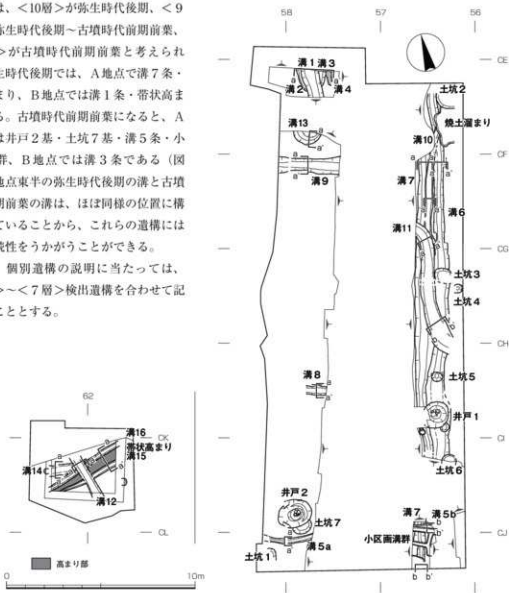 は、<10層>が弥生時代後期、<9
弥生時代後期～古墳時代前期前葉、
>が古墳時代前期前葉と考えられ
生時代後期では、A地点で溝7条・
まり、B地点では溝1条・帯状高ま
る。古墳時代前期前葉になると、A
は井戸2基・土坑7基・溝5条・小
群、B地点では溝3条である（図
地点東半の弥生時代後期の溝と古墳
期前葉の溝は、ほぼ同様の位置に構
ていることから、これらの遺構には
続性をうかがうことができる。
個別遺構の説明に当たっては、
>～<7層>検出遺構を合わせて記
こととする。
62
溝16
CK
帯状高まり
溝15
溝14
溝12
CL
高まり部
0 10m
58 57 56
CE
溝1 溝3
溝2 溝4
土坑2
焼土溜まり
溝13
溝10
CF
溝9
溝7
溝6
溝11
CG
土坑3
土坑4
CH
溝8
土坑5
井戸1
CI
土坑6
井戸2
土坑7
溝7 溝5b
小区画溝群
CJ
土坑1
溝5a
b b'